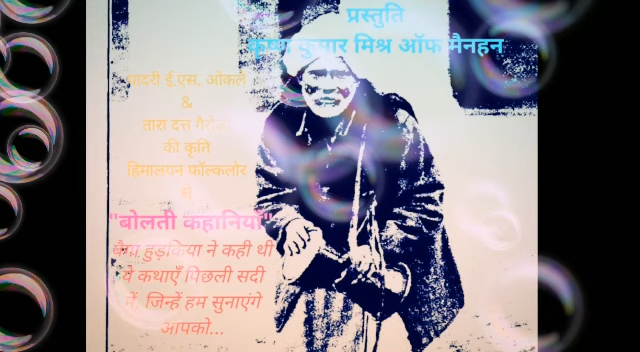 प्रस्तुति
कृष्ण कुमार मिश्र ऑफ मैनहन
पादरी ई.एस. ओकले
&
तारा दत्त गैरोला
की कृति
हिमालयन फॉल्कलोर
से
"बोलती कहानियाँ"
बैगा हुड़किया ने कही थी
ये कथाएँ पिछली सदी
में, जिन्हें हम सुनाएंगे
आपको...